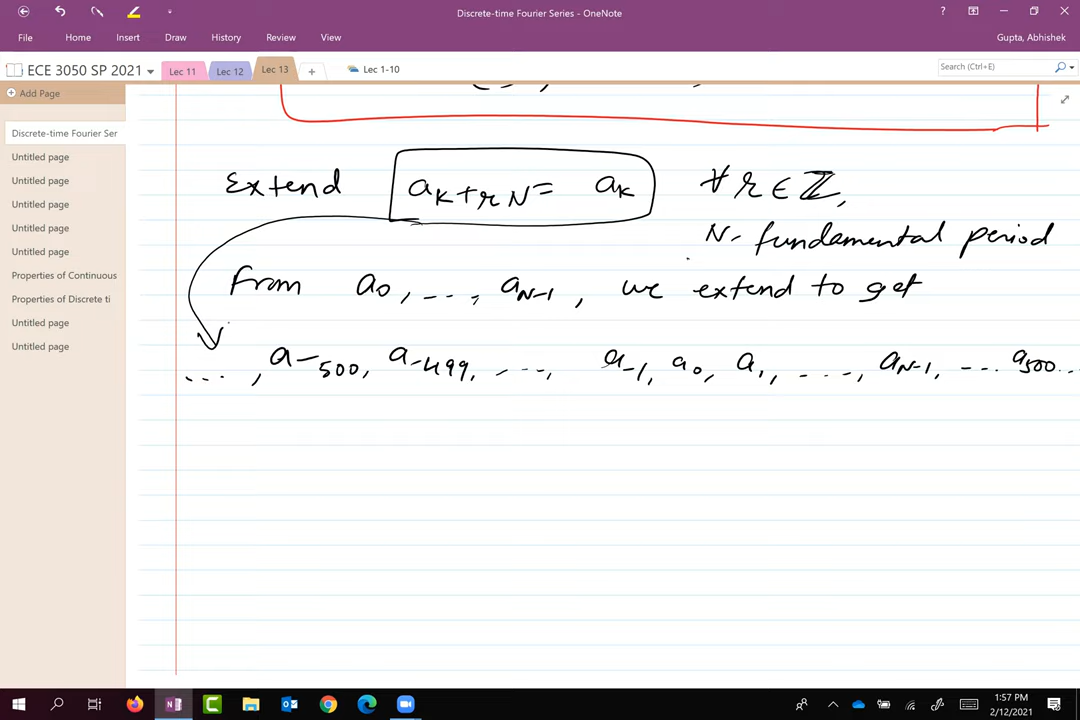 Discrete-time Fourier Series - OneNote
?
File Home Insert Draw History Review View
Gupta, Abhishek
ECE 3050 SP 2021 Lec 11 Lec 12 Lec 13 + Lec 1-10
Search (Ctrl+E)
Add Page
Discrete-time Fourier Ser
Untitled page
Untitled page
Untitled page
Untitled page
Untitled page
Properties of Continuous
Properties of Discrete ti
Untitled page
Untitled page
Extend a_{k+rN} = a_k ∀ r ∈ ℤ,
N - fundamental period
From a_0, ..., a_{N-1}, we extend to get
..., a_{-500}, a_{-499}, ..., a_{-1}, a_0, a_1, ..., a_{N-1}, ... a_{500} ...
1:57 PM
2/12/2021